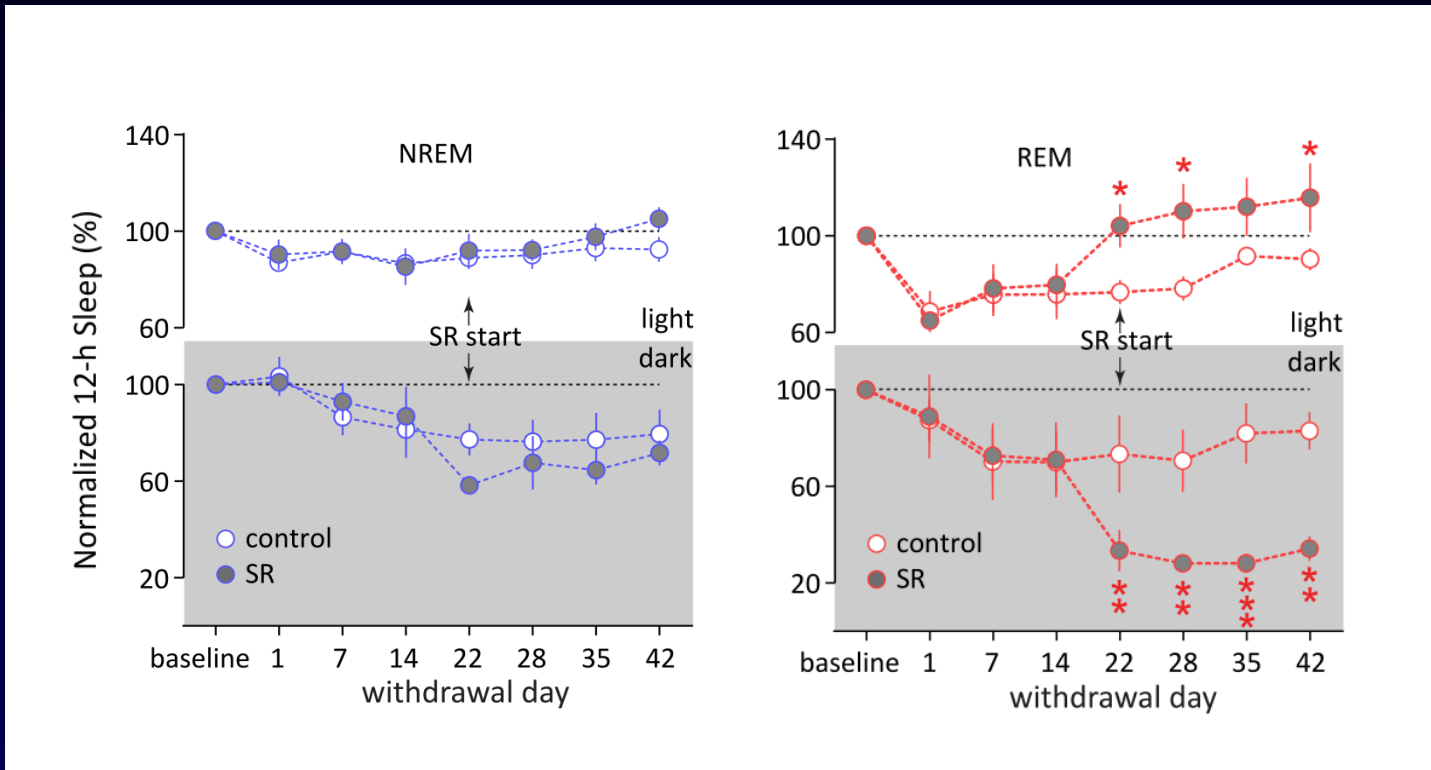 Normalized 12-h Sleep (%)
NREM
140
100
60
light
SR start
dark
100
60
20
control
SR
baseline 1 7 14 22 28 35 42
withdrawal day
REM
140
100
60
*
*
*
light
SR start
dark
100
60
20
control
SR
* * * *
* * * *
*
baseline 1 7 14 22 28 35 42
withdrawal day